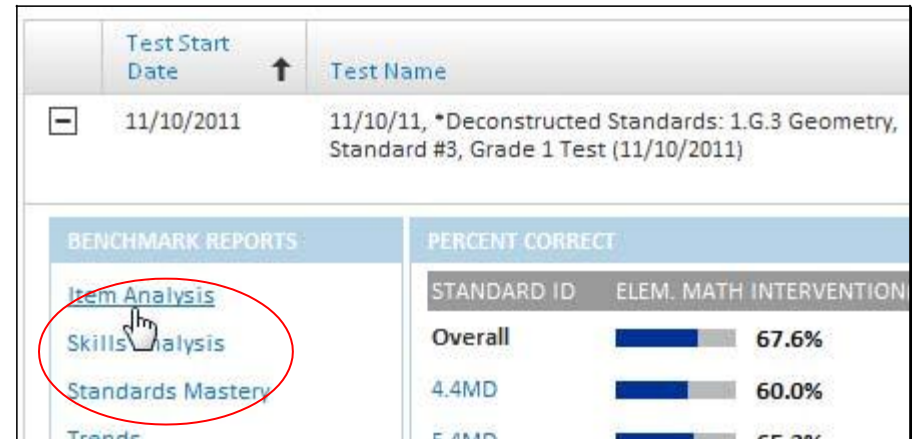 Test Start
Date
Test Name
11/10/2011
11/10/11, *Deconstructed Standards: 1.G.3 Geometry,
Standard #3, Grade 1 Test (11/10/2011)
BENCHMARK REPORTS
PERCENT CORRECT
Item Analysis
STANDARD ID ELEM. MATH INTERVENTION
Skills Analysis
Overall 67.6%
Standards Mastery
4.4MD 60.0%
Trends